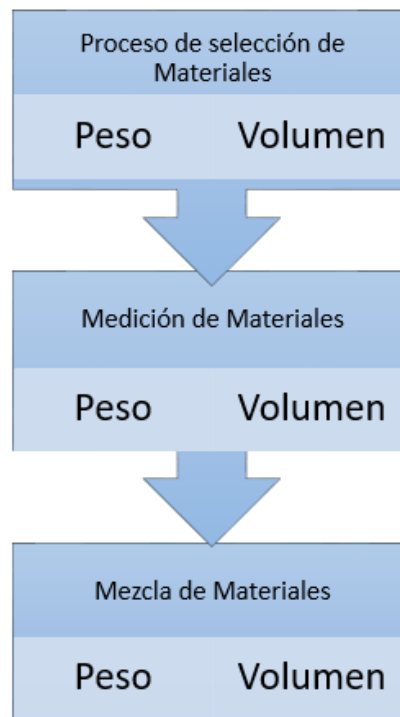 Proceso de selección de
Materiales
Peso Volumen
Medición de Materiales
Peso Volumen
Mezcla de Materiales
Peso Volumen